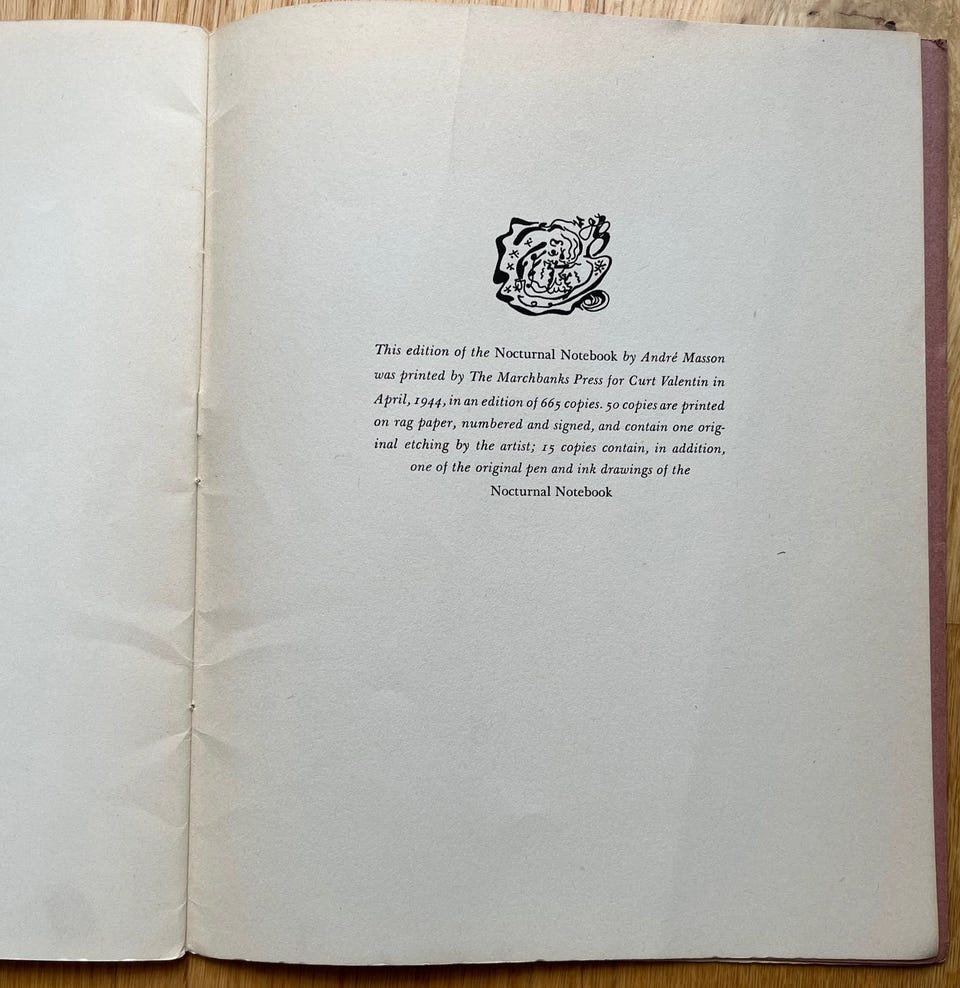 This edition of the Nocturnal Notebook by André Masson
was printed by The Marchbanks Press for Curt Valentin in
April, 1944, in an edition of 665 copies. 50 copies are printed
on rag paper, numbered and signed, and contain one orig-
inal etching by the artist; 15 copies contain, in addition,
one of the original pen and ink drawings of the
Nocturnal Notebook